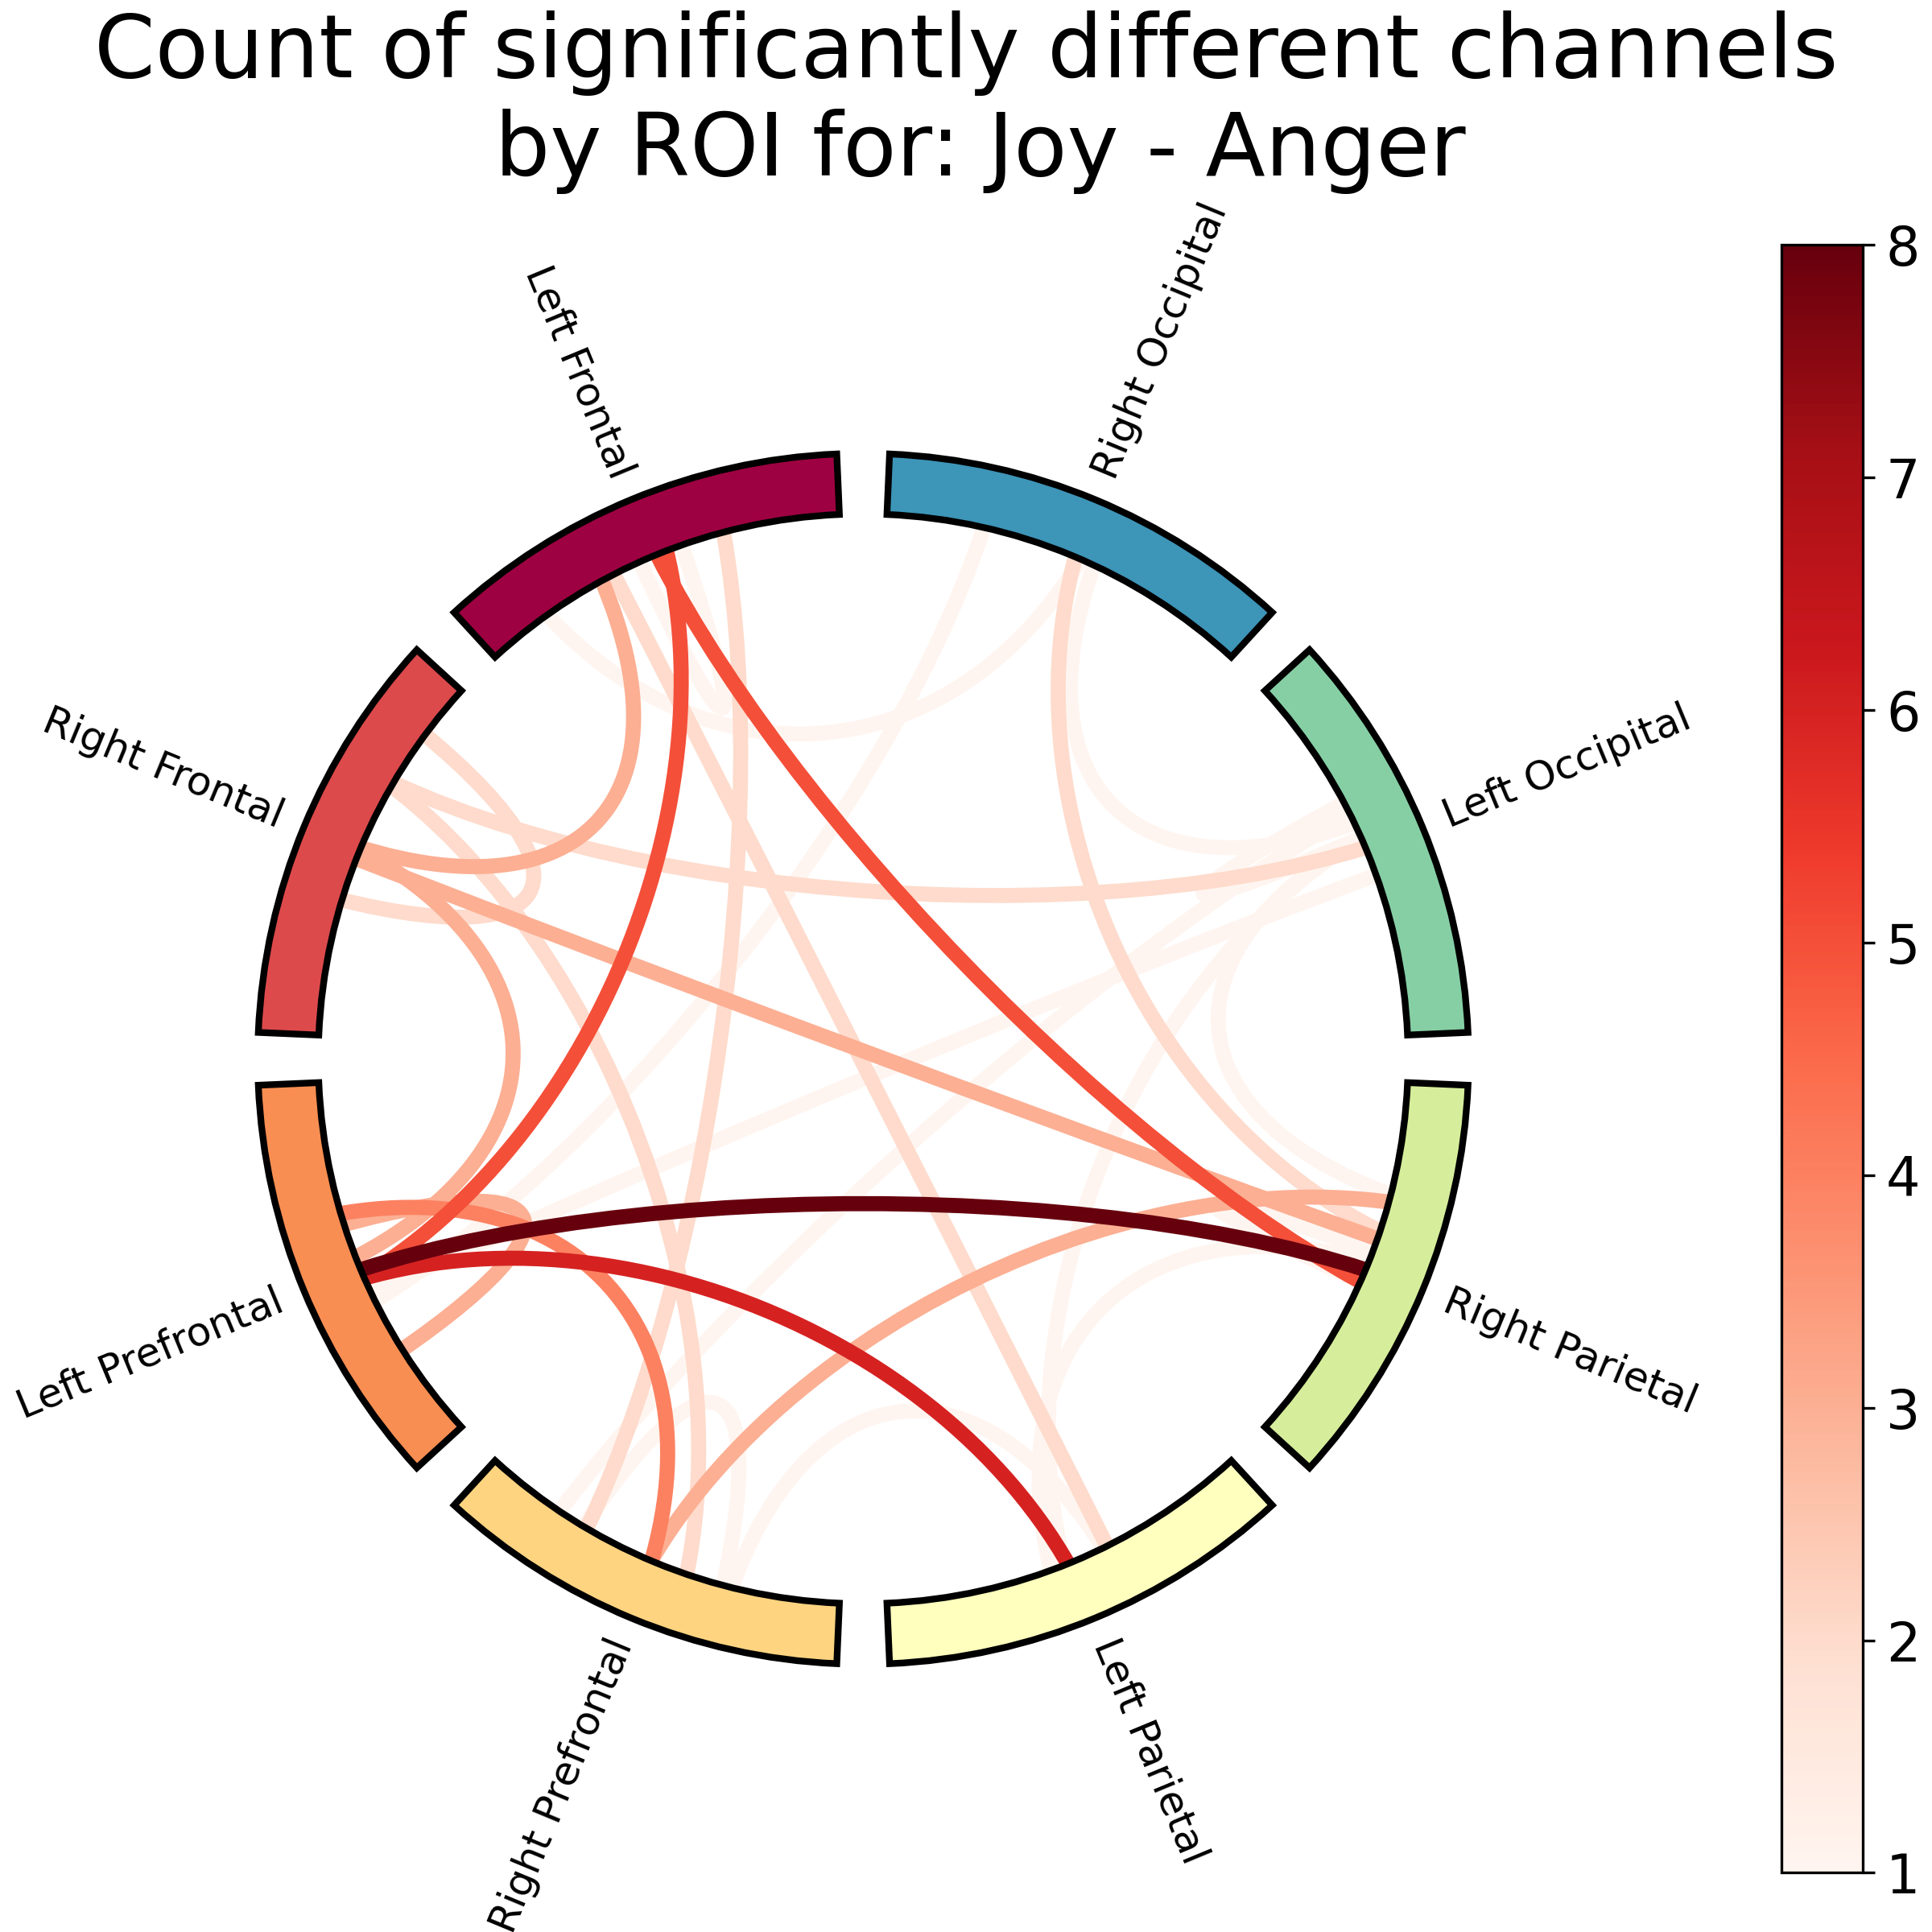 Count of significantly different channels
by ROI for: Joy - Anger
Left Frontal
Right Occipital
Right Frontal
Left Occipital
Left Prefrontal
Right Parietal
Right Prefrontal
Left Parietal
8
7
6
5
4
3
2
1